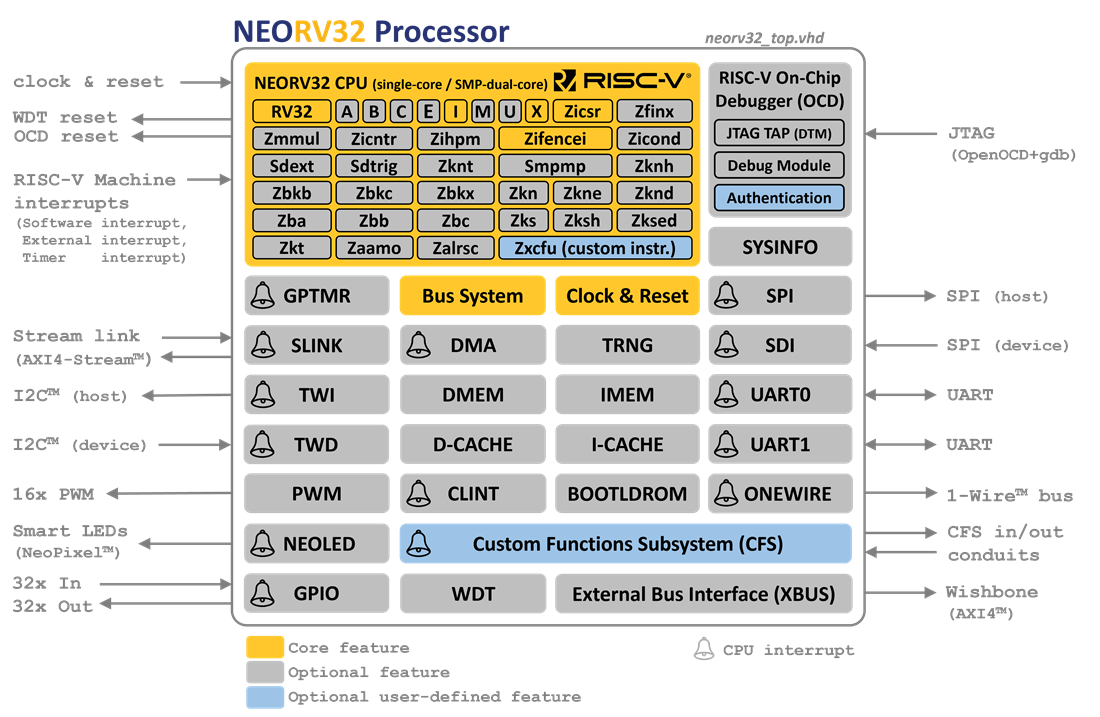 NEORV32 Processor
neorv32_top.vhd
clock & reset
WDT reset
OCD reset
RISC-V Machine
interrupts
(Software interrupt,
External interrupt,
Timer interrupt)
Stream link
(AXI4-Stream™)
I2C™ (host)
I2C™ (device)
16x PWM
Smart LEDs
(NeoPixel™)
32x In
32x Out
NEORV32 CPU (single-core / SMP-dual-core) RISC-V®
RV32 A B C E I M U X Zicsr Zfinx
Zmmul Zicntr Zihpm Zifencei Zicond
Sdext Sdtrig Zknt Smpmp Zknh
Zbkb Zbkc Zbkx Zkn Zkne Zknd
Zba Zbb Zbc Zks Zksh Zksed
Zkt Zaamo Zalrsc Zxcfu (custom instr.)
RISC-V On-Chip
Debugger (OCD)
JTAG TAP (DTM)
Debug Module
Authentication
SYSINFO
GPTMR Bus System Clock & Reset SPI
SLINK DMA TRNG SDI
TWI DMEM IMEM UART0
TWD D-CACHE I-CACHE UART1
PWM CLINT BOOTLDROM ONEWIRE
NEOLED Custom Functions Subsystem (CFS)
GPIO WDT External Bus Interface (XBUS)
JTAG
(OpenOCD+gdb)
SPI (host)
SPI (device)
UART
UART
1-Wire™ bus
CFS in/out
conduits
Wishbone
(AXI4™)
Core feature
Optional feature
Optional user-defined feature
CPU interrupt